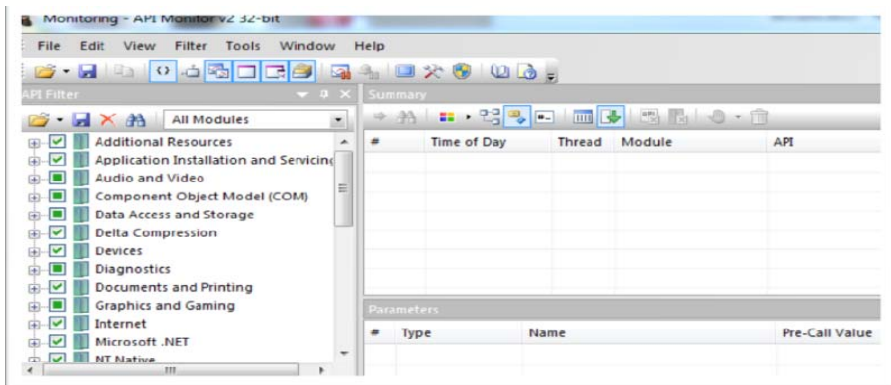 Monitoring - API Monitor v2 32-bit
File Edit View Filter Tools Window Help
API Filter
Summary
All Modules
# Time of Day Thread Module API
Additional Resources
Application Installation and Servicing
Audio and Video
Component Object Model (COM)
Data Access and Storage
Delta Compression
Devices
Diagnostics
Documents and Printing
Graphics and Gaming
Internet
Microsoft .NET
NT Native
Parameters
# Type Name Pre-Call Value